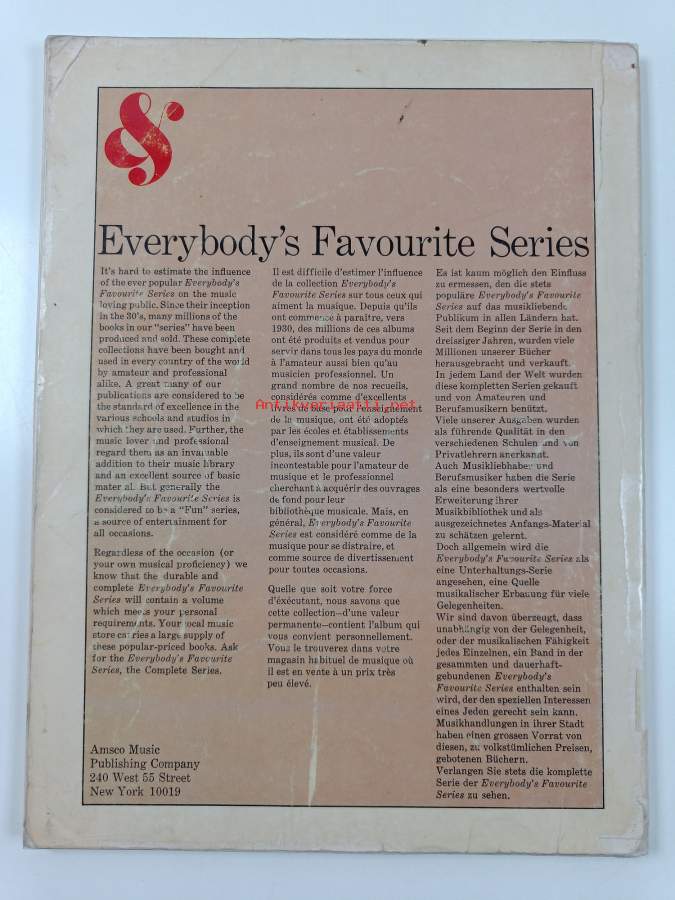 Everybody's Favourite Series
It's hard to estimate the influence
of the ever popular Everybody's
Favourite Series on the music
loving public. Since their inception
in the 30's, many millions of the
books in our "series" have been
produced and sold. These complete
collections have been bought and
used in every country of the world
by amateur and professional
alike. A great many of our
publications are considered to be
the standard of excellence in the
various schools and studios in
which they are used. Further, the
music lover and professional
regard them as an invaluable
addition to their music library
and an excellent source of basic
material. But generally the
Everybody's Favourite Series is
considered to be a "Fun" series,
a source of entertainment for
all occasions.
Regardless of the occasion (or
your own musical proficiency) we
know that the durable and
complete Everybody's Favourite
Series will contain a volume
which meets your personal
requirements. Your local music
store carries a large supply of
these popular-priced books. Ask
for the Everybody's Favourite
Series, the Complete Series.
Amsco Music
Publishing Company
240 West 55 Street
New York 10019
Il est difficile d'estimer l'influence
de la collection Everybody's
Favourite Series sur tous ceux qui
aiment la musique. Depuis qu'ils
ont commencé à paraître, vers
1930, des millions de ces albums
ont été produits et vendus pour
servir dans tous les pays du monde
à l'amateur aussi bien qu'au
musicien professionnel. Un
grand nombre de nos recueils,
considérés comme d'excellents
livres de base pour l'enseignement
de la musique, ont été adoptés
par les écoles et établissements
d'enseignement musical. De
plus, ils sont d'une valeur
incontestable pour l'amateur de
musique et le professionnel
cherchant à acquérir des ouvrages
de fond pour leur
bibliothèque musicale. Mais, en
général, Everybody's Favourite
Series est considéré comme de la
musique pour se distraire, et
comme source de divertissement
pour toutes occasions.
Quelle que soit votre force
d'éxécutant, nous savons que
cette collection—d'une valeur
permanente—contient l'album qui
vous convient personnellement.
Vous le trouverez dans votre
magasin habituel de musique où
il est en vente à un prix très
peu élevé.
Es ist kaum möglich den Einfluss
zu ermessen, den die stets
populäre Everybody's Favourite
Series auf das musikliebende
Publikum in allen Ländern hat.
Seit dem Beginn der Serie in den
dreissiger Jahren, wurden viele
Millionen unserer Bücher
herausgebracht und verkauft.
In jedem Land der Welt wurden
diese kompletten Serien gekauft
und von Amateuren und
Berufsmusikern benützt.
Viele unserer Ausgaben wurden
als führende Qualität in den
verschiedenen Schulen und von
Privatlehrern anerkannt.
Auch Musikliebhaber und
Berufsmusiker haben die Serie
als eine besonders wertvolle
Erweiterung ihrer
Musikbibliothek und als
ausgezeichnetes Anfangs-Material
zu schätzen gelernt.
Doch allgemein wird die
Everybody's Favourite Series als
eine Unterhaltungs-Serie
angesehen, eine Quelle
musikalischer Erbauung für viele
Gelegenheiten.
Wir sind davon überzeugt, dass
unabhängig von der Gelegenheit,
oder der musikalischen Fähigkeit
jedes Einzelnen, ein Band in der
gesammten und dauerhaft-
gebundenen Everybody's
Favourite Series enthalten sein
wird, der den speziellen Interessen
eines Jeden gerecht sein kann.
Musikhandlungen in ihrer Stadt
haben einen grossen Vorrat von
diesen, zu volkstümlichen Preisen,
gebotenen Büchern.
Verlangen Sie stets die komplette
Serie der Everybody's Favourite
Series zu sehen.
Antikvariaatti.net